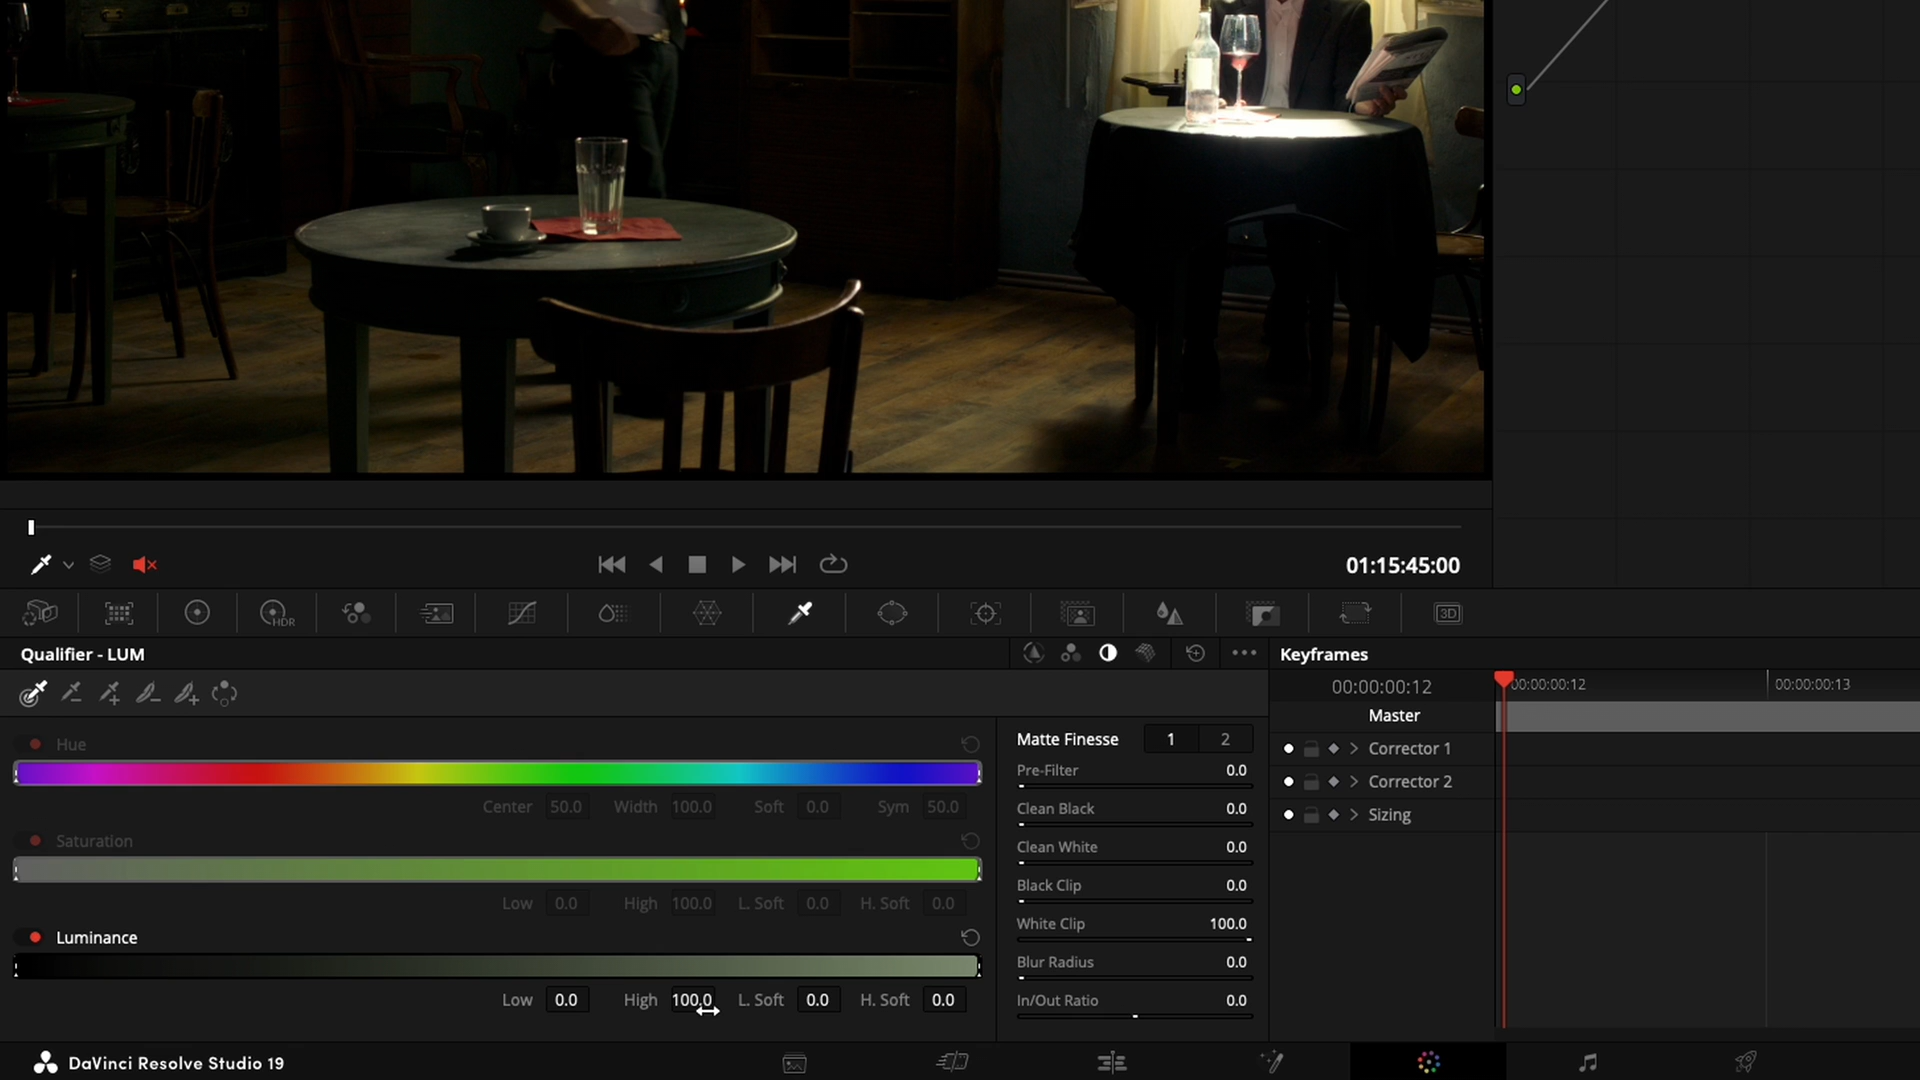 01:15:45:00
HDR
3D
Qualifier - LUM
Keyframes
00:00:00:12
00:00:00:12
00:00:00:13
Master
Hue
Matte Finesse 1 2
Corrector 1
Pre-Filter 0.0
Corrector 2
Center 50.0 Width 100.0 Soft 0.0 Sym 50.0
Clean Black 0.0
Sizing
Saturation
Clean White 0.0
Black Clip 0.0
Low 0.0 High 100.0 L. Soft 0.0 H. Soft 0.0
White Clip 100.0
Luminance
Blur Radius 0.0
Low 0.0 High 100.0 L. Soft 0.0 H. Soft 0.0
In/Out Ratio 0.0
DaVinci Resolve Studio 19